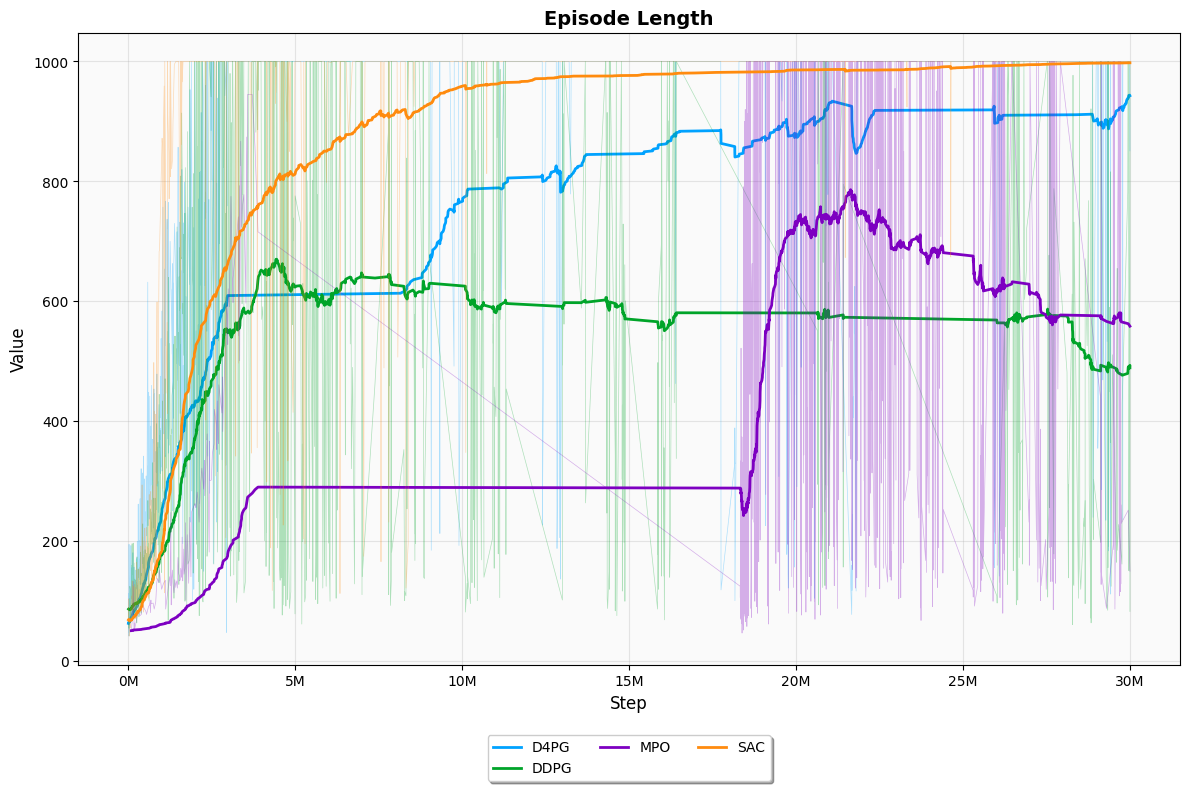 Episode Length
1000
800
600
400
200
0
Value
0M 5M 10M 15M 20M 25M 30M
Step
D4PG MPO SAC
DDPG